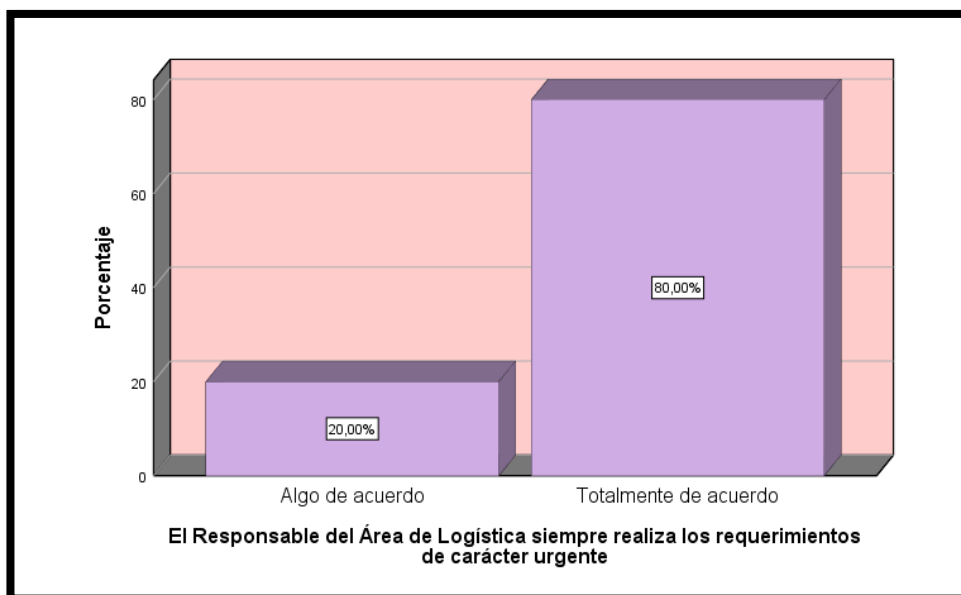 80
60
40
20
0
Porcentaje
20,00%
80,00%
Algo de acuerdo
Totalmente de acuerdo
El Responsable del Área de Logística siempre realiza los requerimientos
de carácter urgente